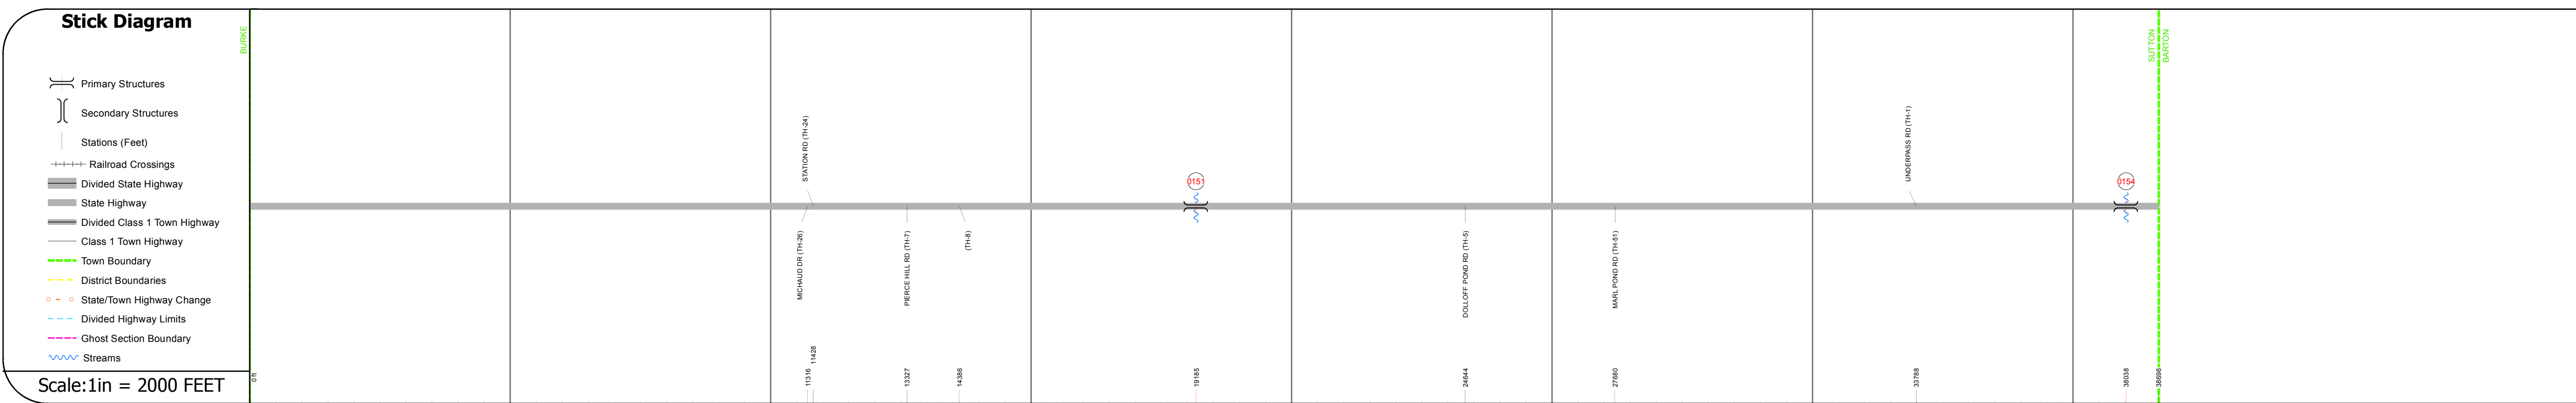 Stick Diagram
Primary Structures
Secondary Structures
Stations (Feet)
Railroad Crossings
Divided State Highway
State Highway
Divided Class 1 Town Highway
Class 1 Town Highway
Town Boundary
District Boundaries
State/Town Highway Change
Divided Highway Limits
Ghost Section Boundary
Streams
Scale:1in = 2000 FEET
BURKE
MICHAUD DR (TH-26)
STATION RD (TH-24)
PIERCE HILL RD (TH-7)
(TH-8)
0151
DOLLOFF POND RD (TH-5)
MARL POND RD (TH-51)
UNDERPASS RD (TH-1)
0154
SUTTON
BARTON
0 ft
11316
11428
13327
14386
19185
24644
27680
33788
38038
38696